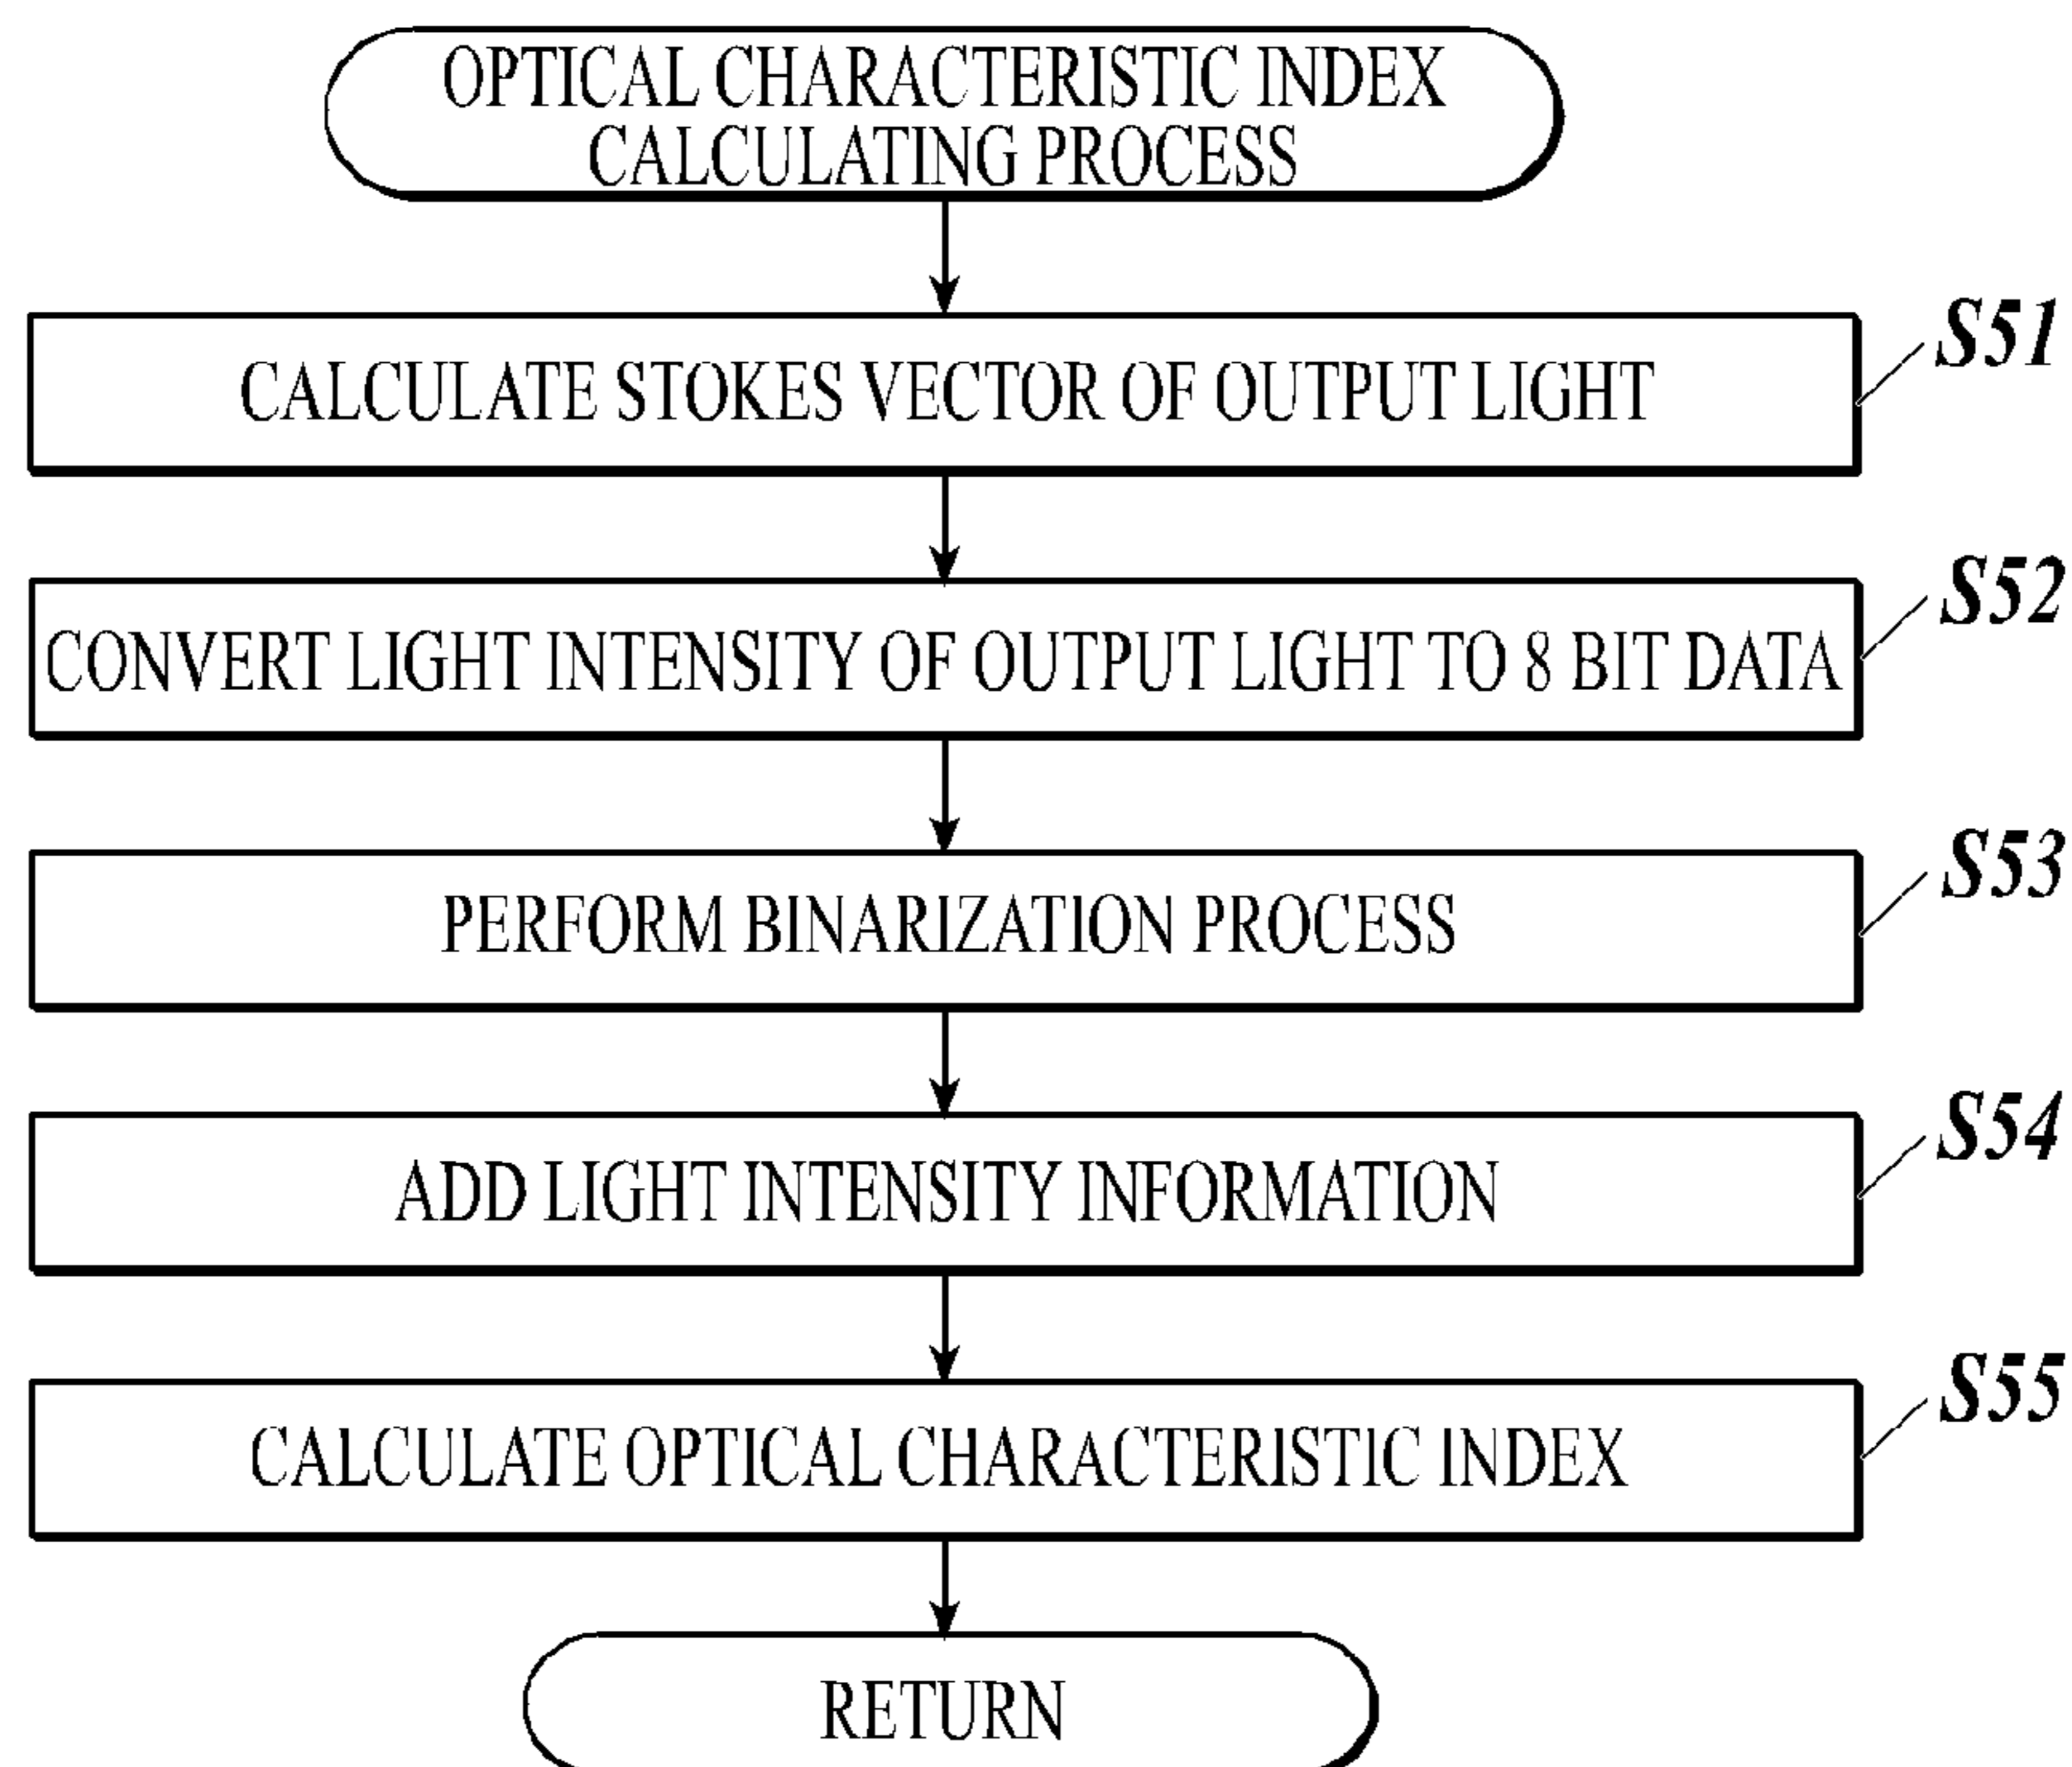 OPTICAL CHARACTERISTIC INDEX
CALCULATING PROCESS
CALCULATE STOKES VECTOR OF OUTPUT LIGHT
S51
CONVERT LIGHT INTENSITY OF OUTPUT LIGHT TO 8 BIT DATA
S52
PERFORM BINARIZATION PROCESS
S53
ADD LIGHT INTENSITY INFORMATION
S54
CALCULATE OPTICAL CHARACTERISTIC INDEX
S55
RETURN